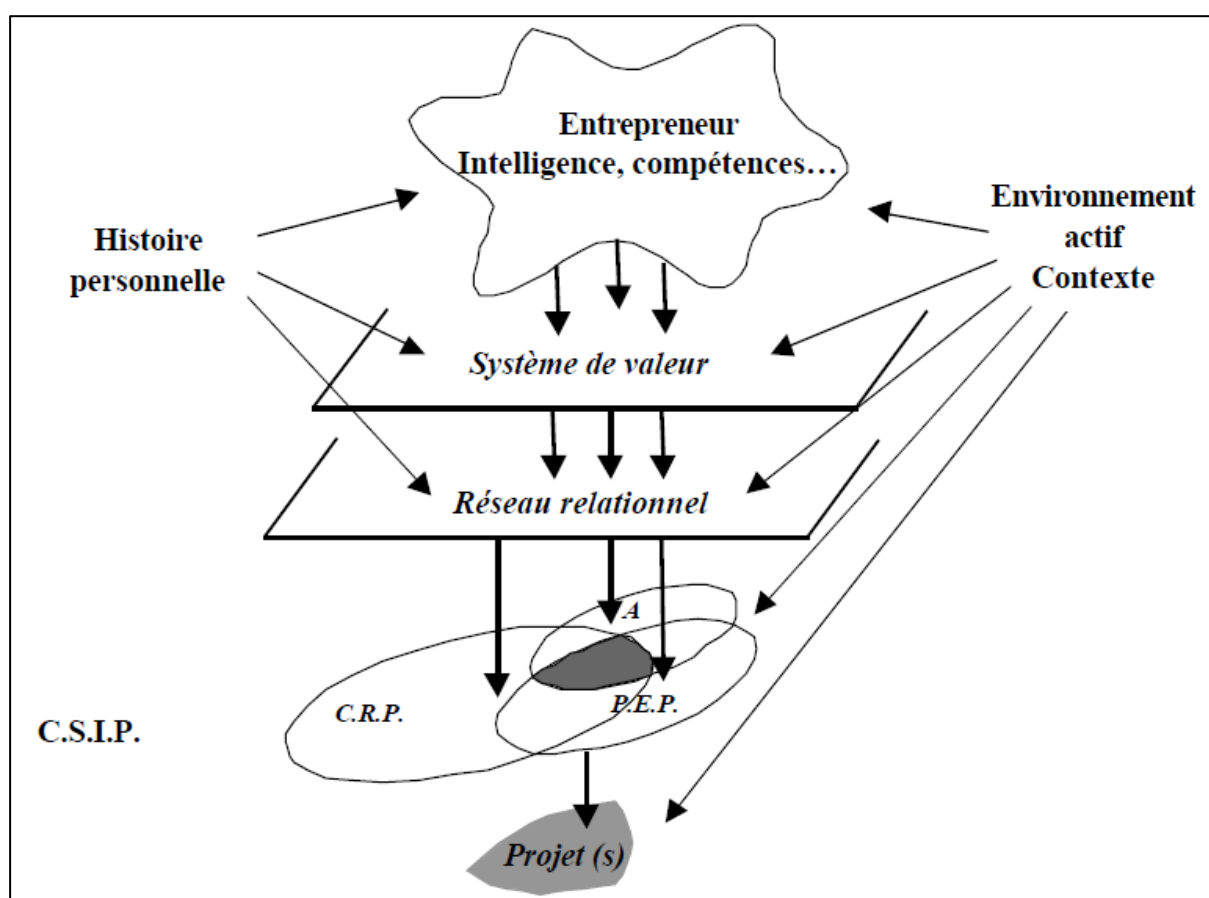 Entrepreneur
Intelligence, compétences…
Histoire
personnelle
Environnement
actif
Contexte
Système de valeur
Réseau relationnel
A
C.R.P.
P.E.P.
C.S.I.P.
Projet (s)